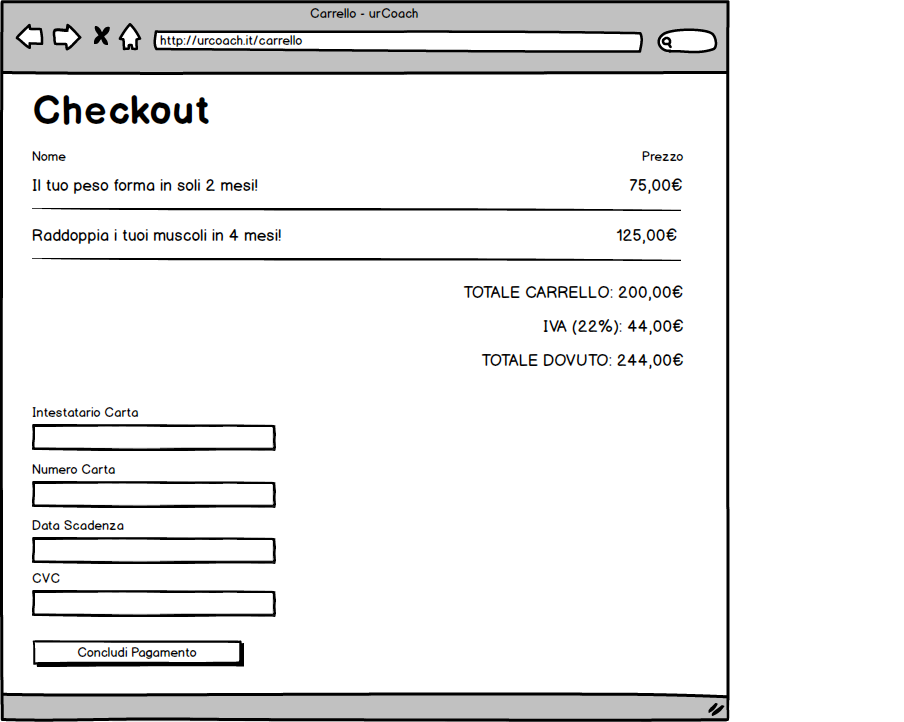 Carrello - urCoach
http://urcoach.it/carrello
Checkout
Nome Prezzo
Il tuo peso forma in soli 2 mesi! 75,00€
Raddoppia i tuoi muscoli in 4 mesi! 125,00€
TOTALE CARRELLO: 200,00€
IVA (22%): 44,00€
TOTALE DOVUTO: 244,00€
Intestatario Carta
Numero Carta
Data Scadenza
CVC
Concludi Pagamento